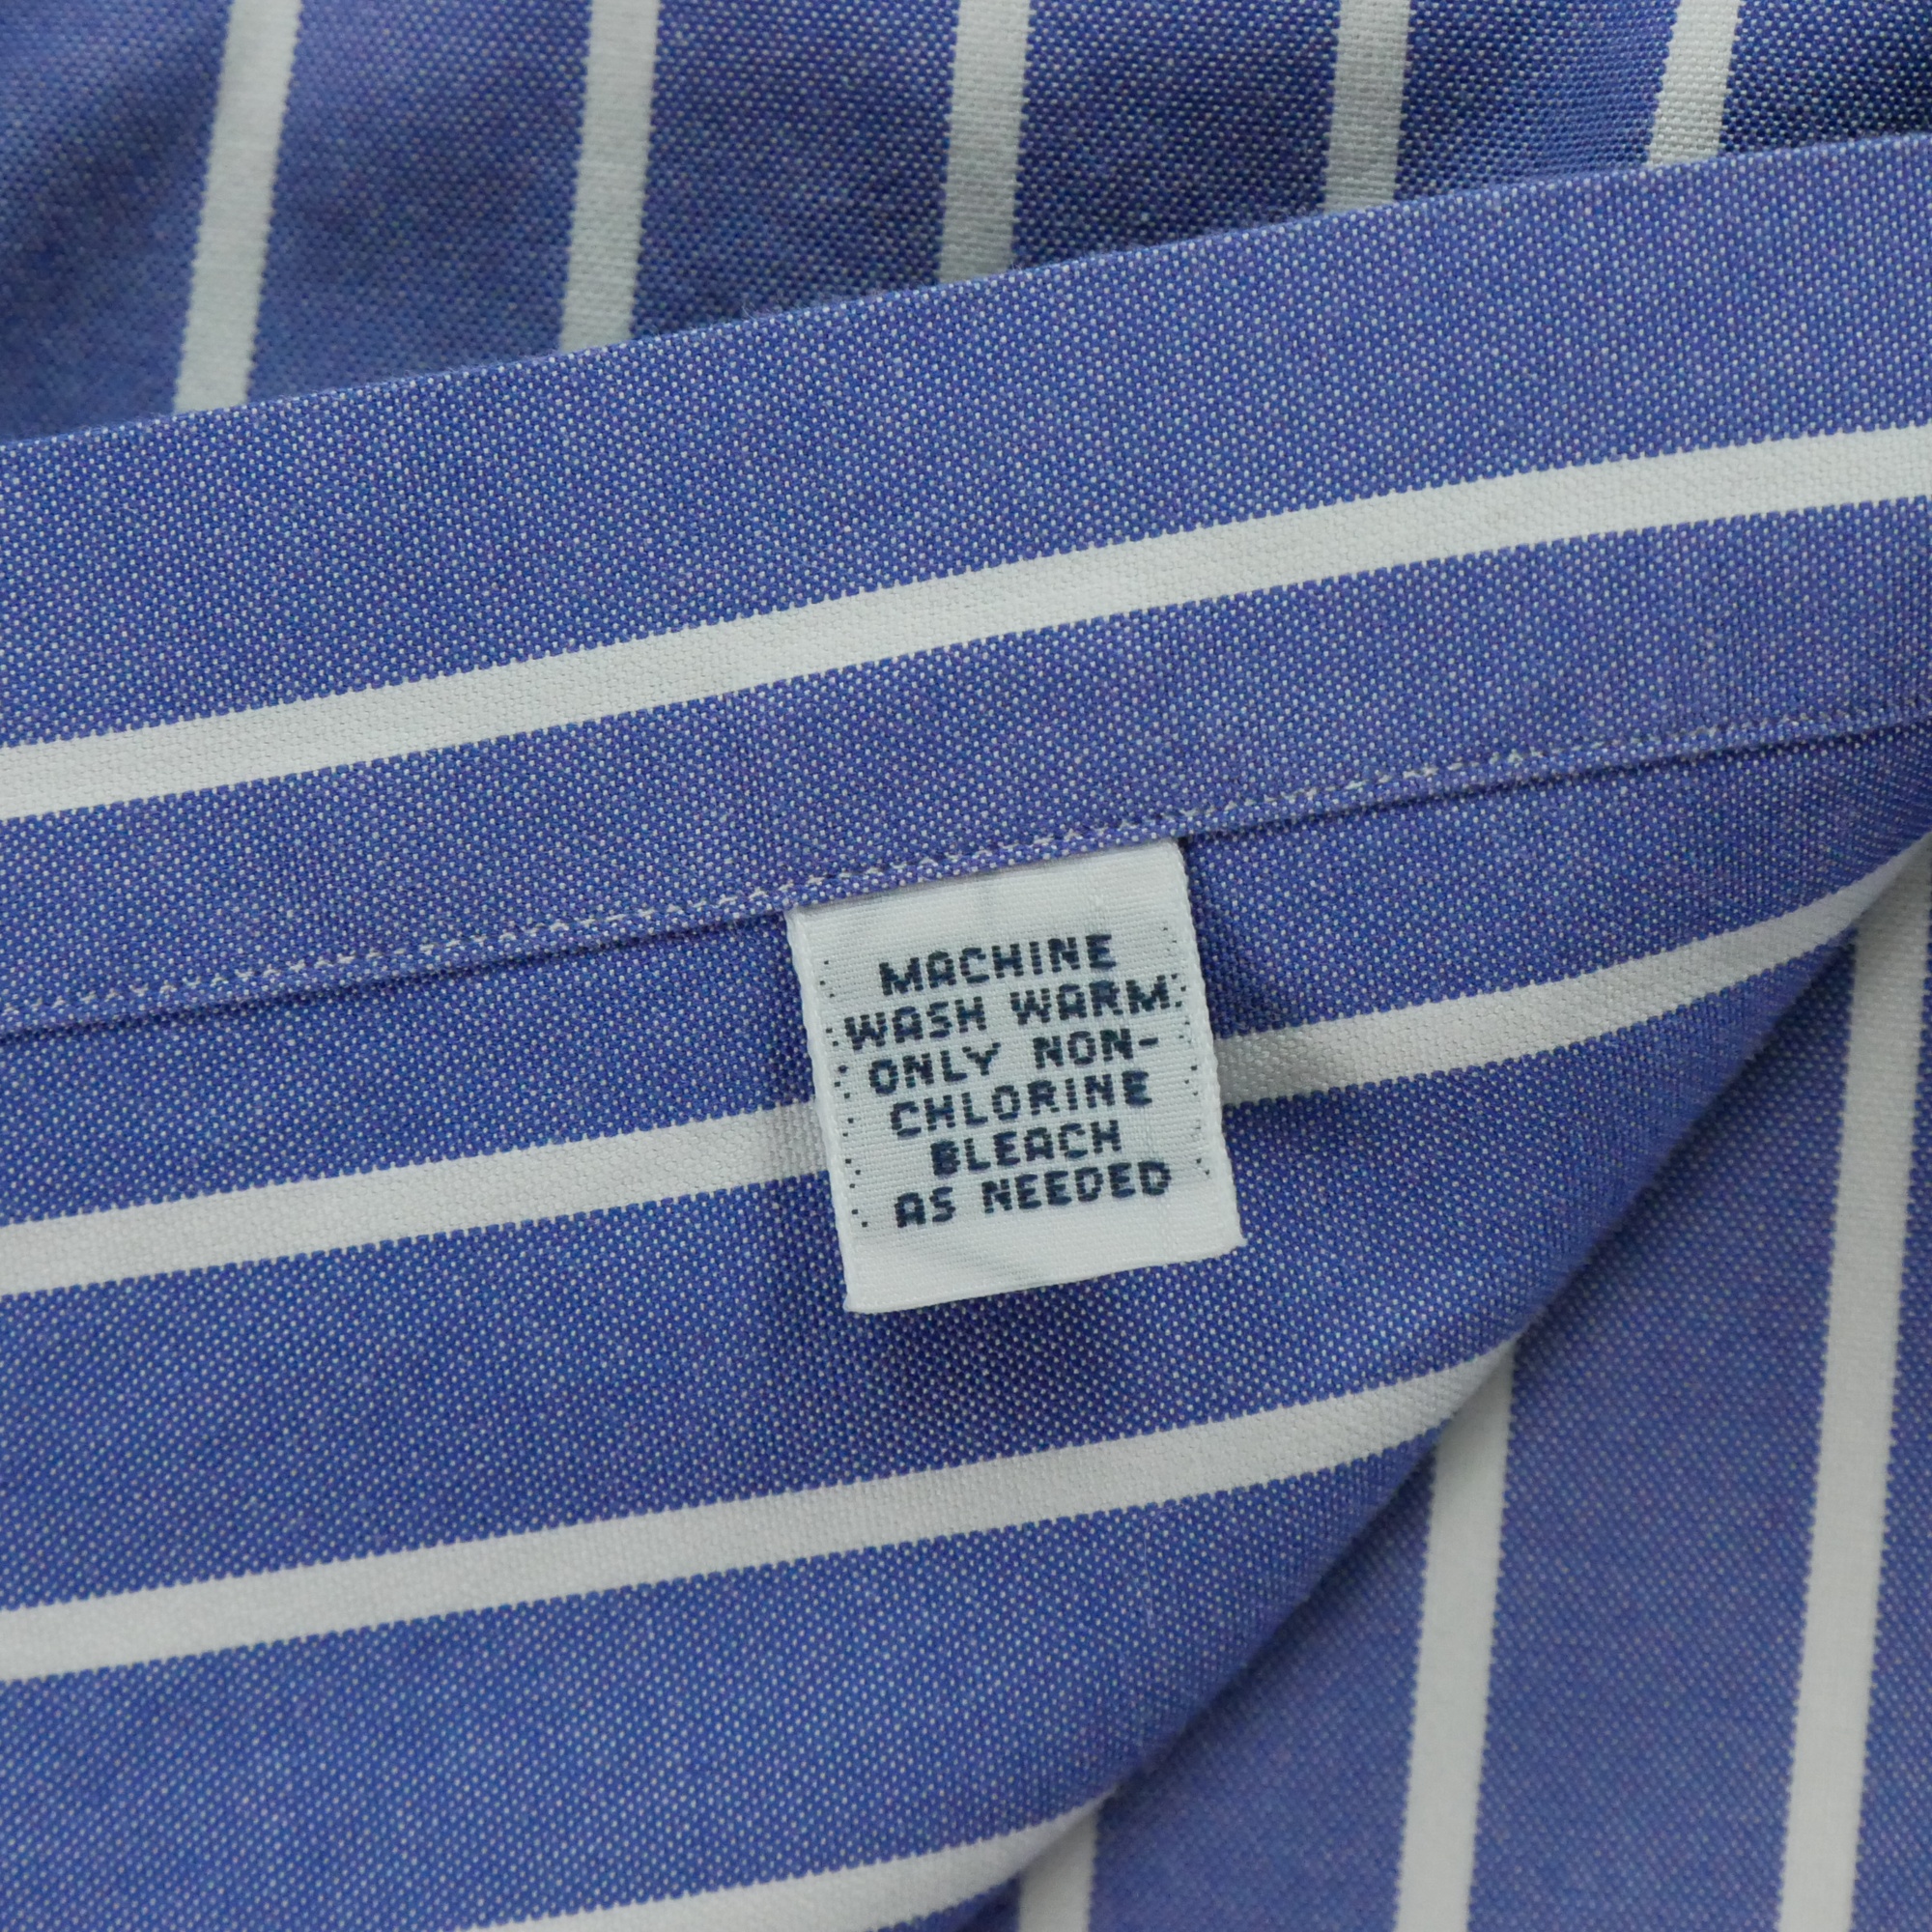 MACHINE
WASH WARM
ONLY NON-
CHLORINE
BLEACH
AS NEEDED